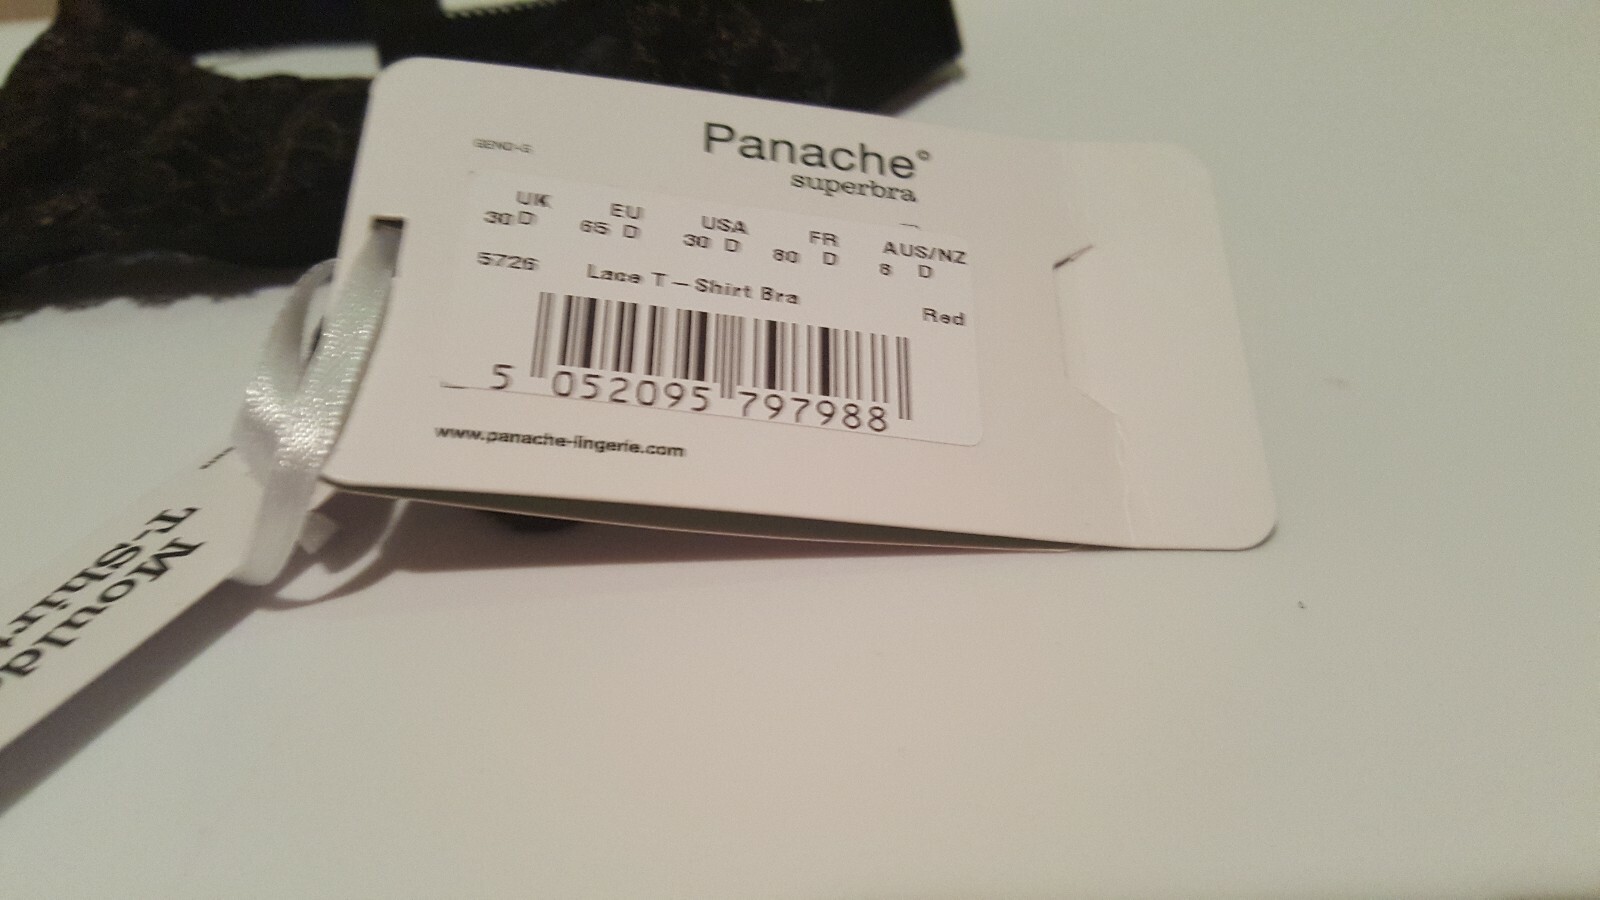 Panache
superbra
UK EU USA FR AUS/NZ
30 D 65 D 30 D 80 D 8 D
5726 Lace T-Shirt Bra
Red
5 052095 797988
www.panache-lingerie.com
T-Shirt